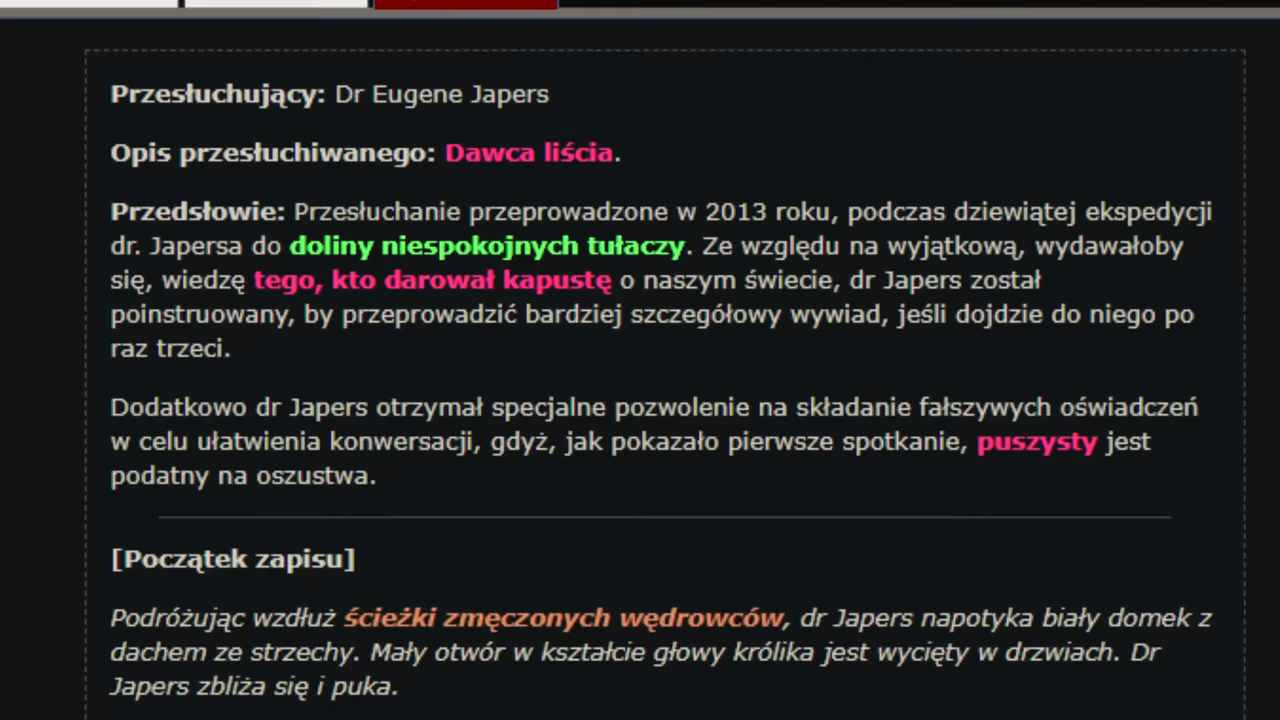 Przesłuchujący: Dr Eugene Japers
Opis przesłuchiwanego: Dawca liścia.
Przedsłowie: Przesłuchanie przeprowadzone w 2013 roku, podczas dziewiątej ekspedycji
dr. Japersa do doliny niespokojnych tułaczy. Ze względu na wyjątkową, wydawałoby
się, wiedzę tego, kto darował kapustę o naszym świecie, dr Japers został
poinstruowany, by przeprowadzić bardziej szczegółowy wywiad, jeśli dojdzie do niego po
raz trzeci.
Dodatkowo dr Japers otrzymał specjalne pozwolenie na składanie fałszywych oświadczeń
w celu ułatwienia konwersacji, gdyż, jak pokazało pierwsze spotkanie, puszysty jest
podatny na oszustwa.
[Początek zapisu]
Podróżując wzdłuż ścieżki zmęczonych wędrowców, dr Japers napotyka biały domek z
dachem ze strzechy. Mały otwór w kształcie głowy królika jest wycięty w drzwiach. Dr
Japers zbliża się i puka.